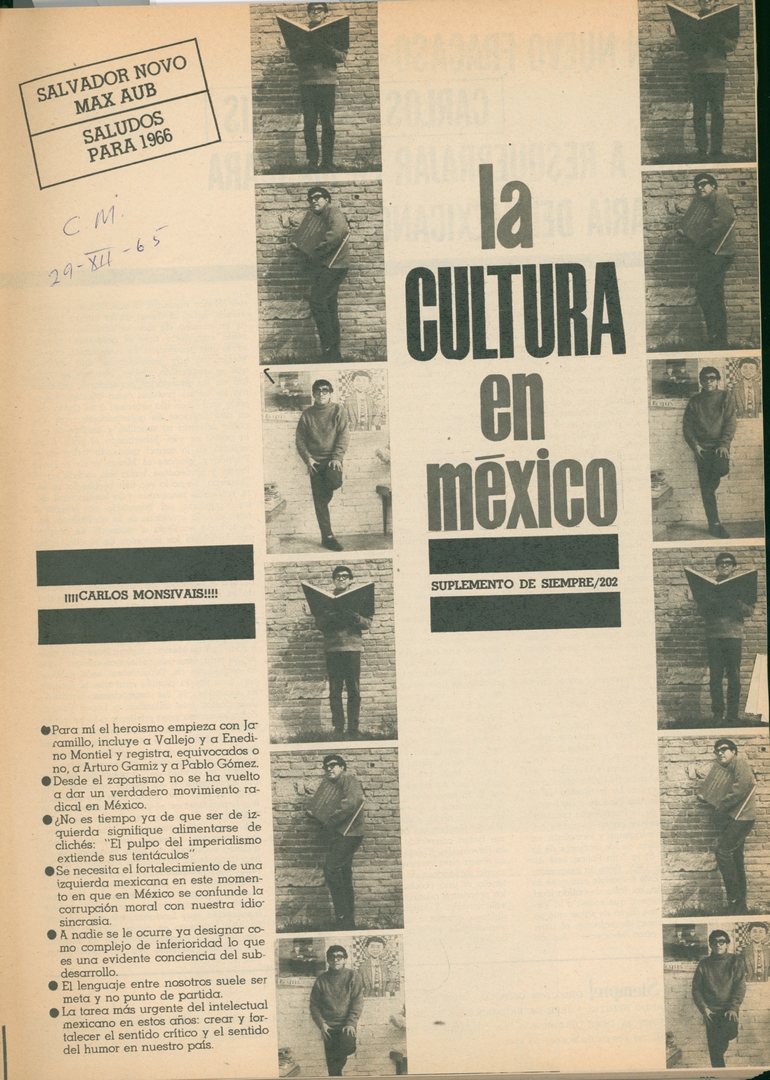 SALVADOR NOVO
MAX AUB
SALUDOS
PARA 1966
C. M.
29-XII-65
la
CULTURA
en
méxico
SUPLEMENTO DE SIEMPRE/202
¡¡¡¡CARLOS MONSIVAIS!!!!
●Para mí el heroismo empieza con Ja-
ramillo, incluye a Vallejo y a Enedi-
no Montiel y registra, equivocados o
no, a Arturo Gamiz y a Pablo Gómez.
●Desde el zapatismo no se ha vuelto
a dar un verdadero movimiento ra-
dical en México.
●¿No es tiempo ya de que ser de iz-
quierda signifique alimentarse de
clichés: "El pulpo del imperialismo
extiende sus tentáculos"
●Se necesita el fortalecimiento de una
izquierda mexicana en este momen-
to en que en México se confunde la
corrupción moral con nuestra idio-
sincrasia.
●A nadie se le ocurre ya designar co-
mo complejo de inferioridad lo que
es una evidente conciencia del sub-
desarrollo.
●El lenguaje entre nosotros suele ser
meta y no punto de partida.
●La tarea más urgente del intelectual
mexicano en estos años: crear y for-
talecer el sentido crítico y el sentido
del humor en nuestro país.